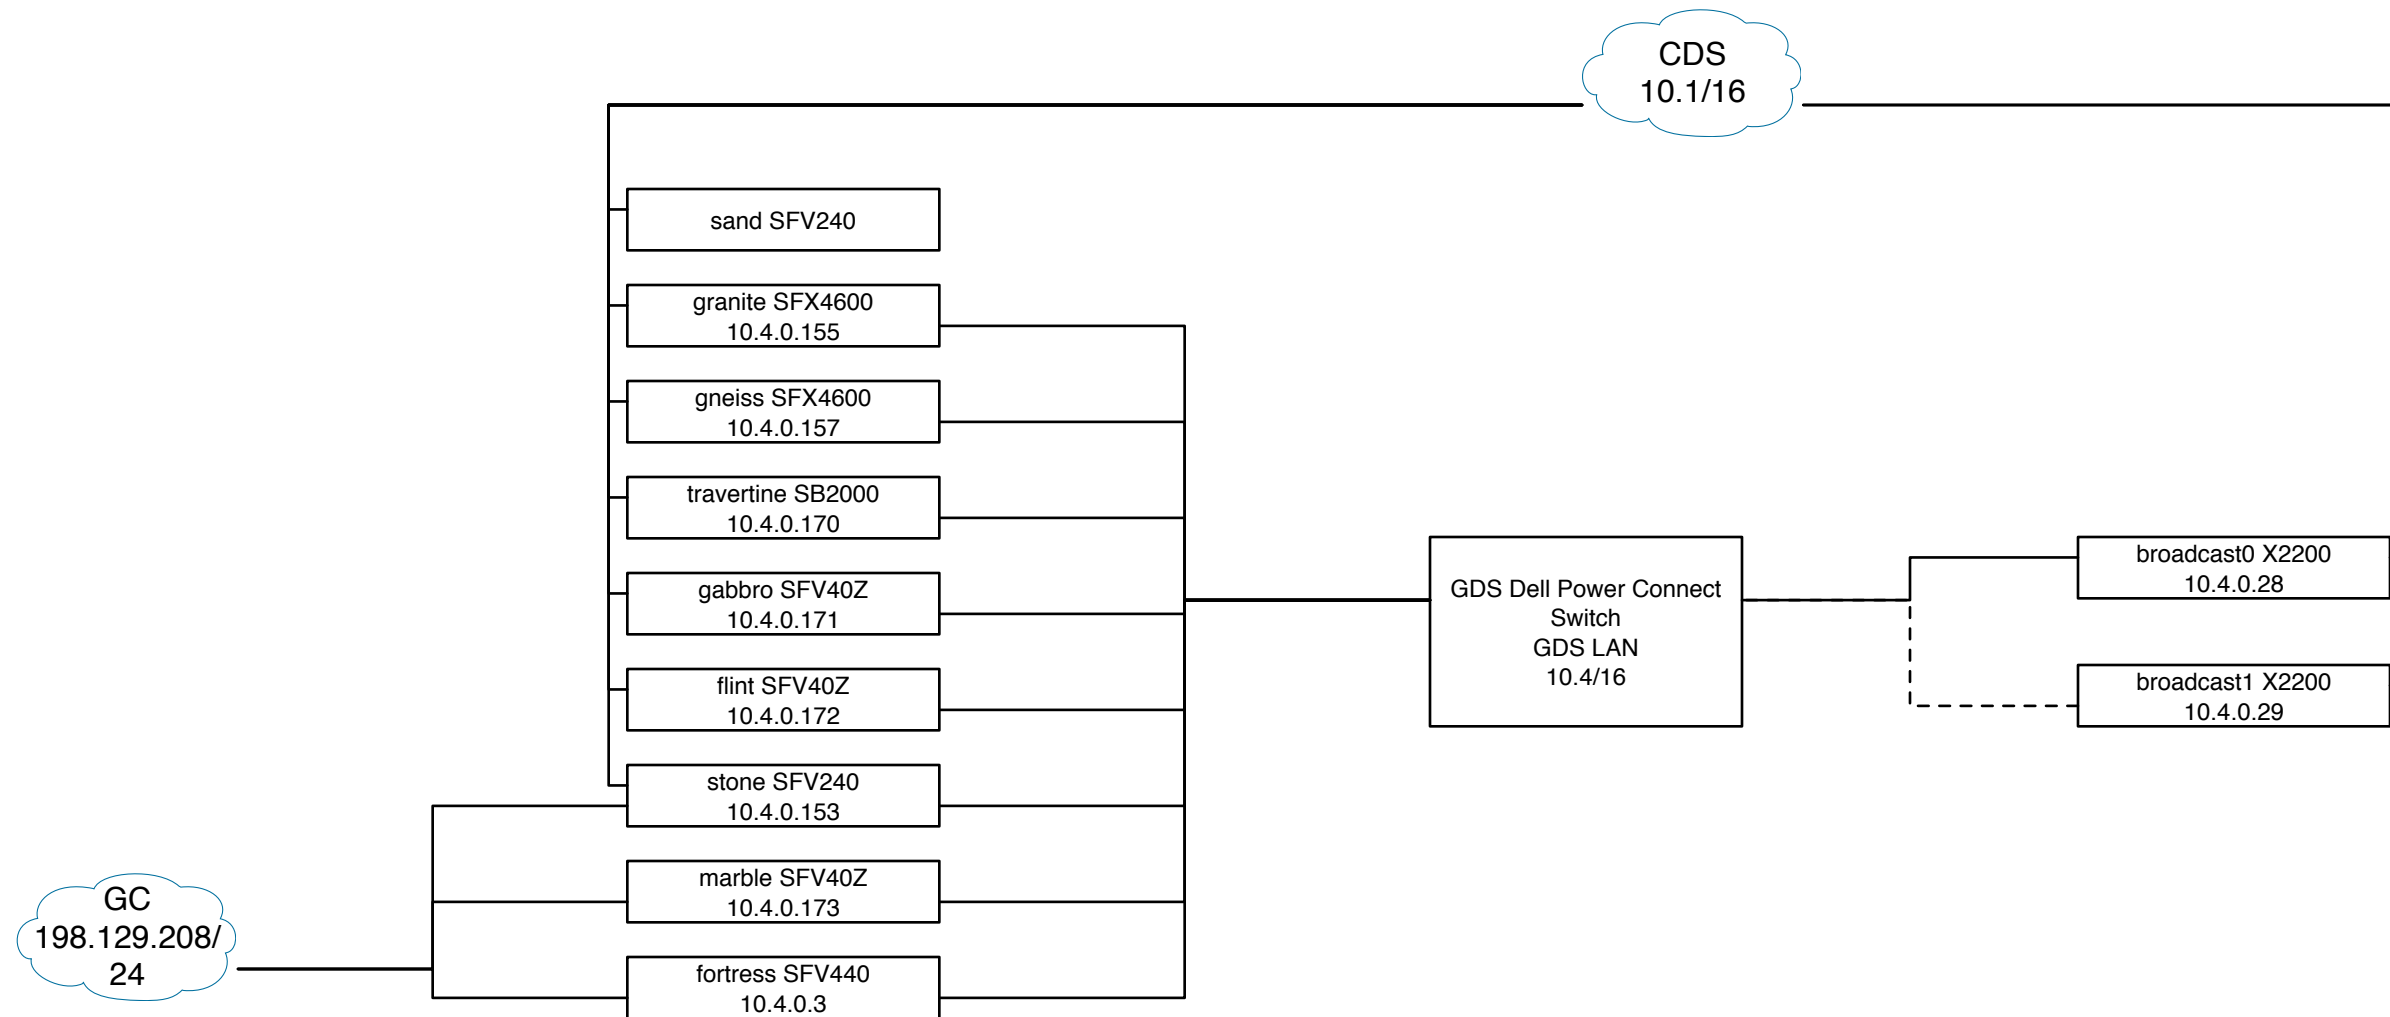 CDS
10.1/16
sand SFV240
granite SFX4600
10.4.0.155
gneiss SFX4600
10.4.0.157
travertine SB2000
10.4.0.170
gabbro SFV40Z
10.4.0.171
flint SFV40Z
10.4.0.172
stone SFV240
10.4.0.153
marble SFV40Z
10.4.0.173
fortress SFV440
10.4.0.3
GC
198.129.208/
24
GDS Dell Power Connect
Switch
GDS LAN
10.4/16
broadcast0 X2200
10.4.0.28
broadcast1 X2200
10.4.0.29